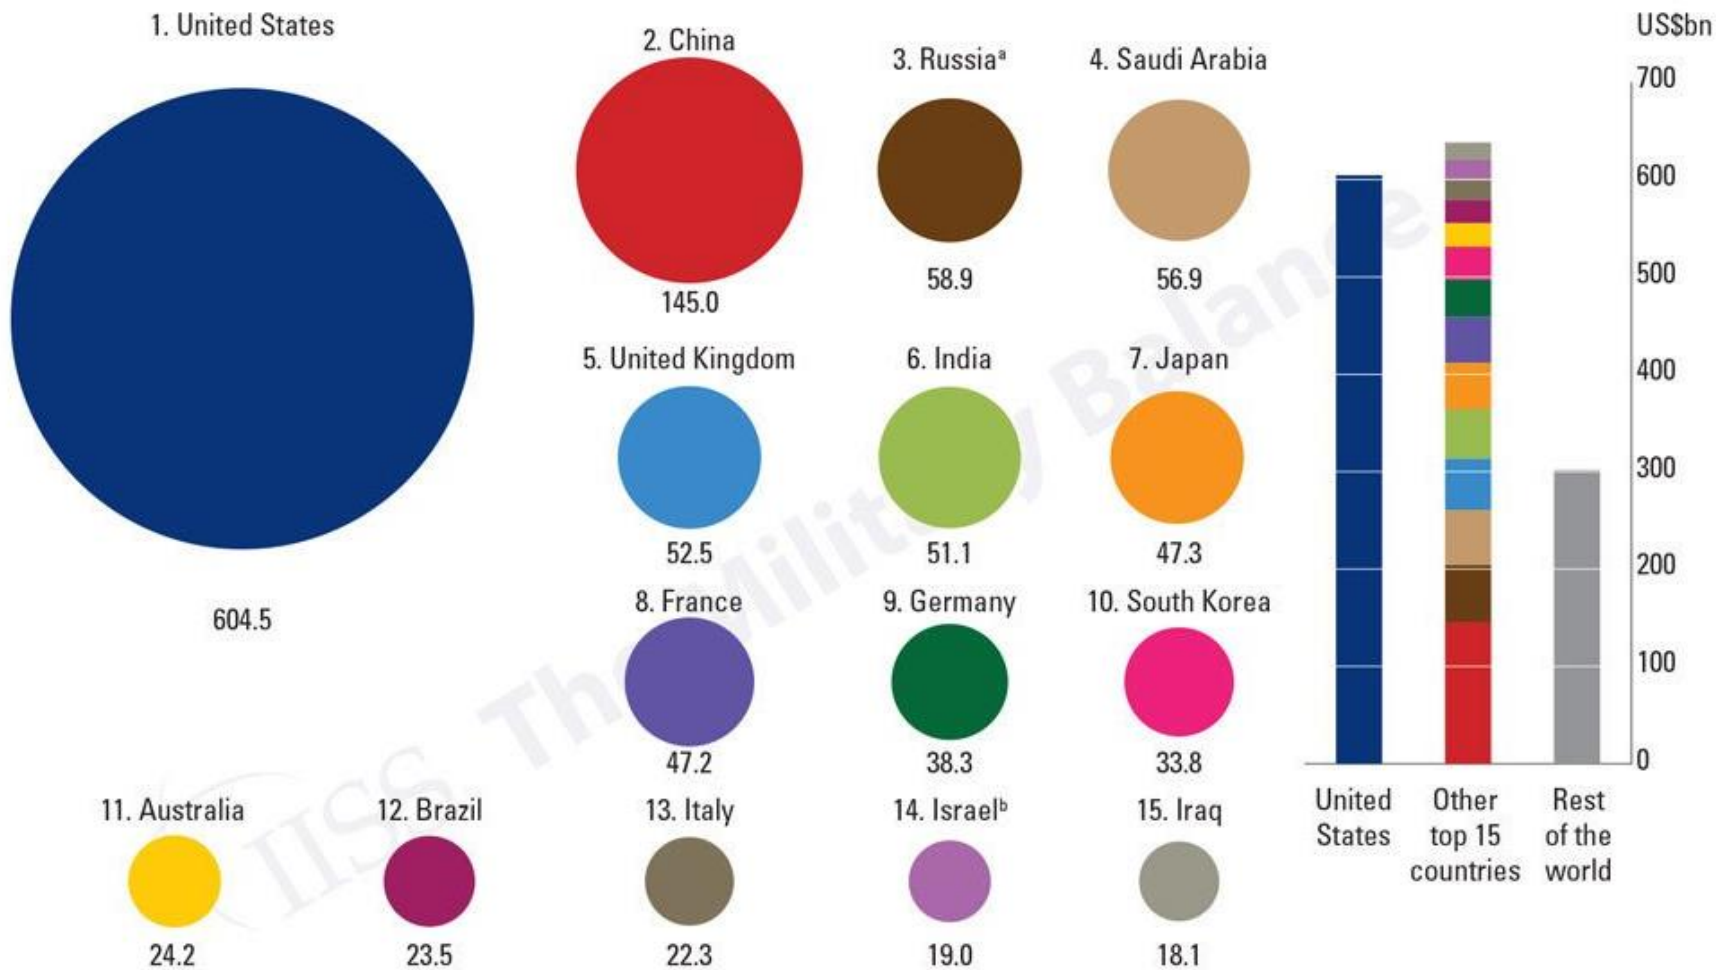 1. United States
604.5
2. China
145.0
3. Russiaᵃ
58.9
4. Saudi Arabia
56.9
5. United Kingdom
52.5
6. India
51.1
7. Japan
47.3
8. France
47.2
9. Germany
38.3
10. South Korea
33.8
11. Australia
24.2
12. Brazil
23.5
13. Italy
22.3
14. Israelᵇ
19.0
15. Iraq
18.1
US$bn
700
600
500
400
300
200
100
0
United
States
Other
top 15
countries
Rest
of the
world
IISS The Military Balance